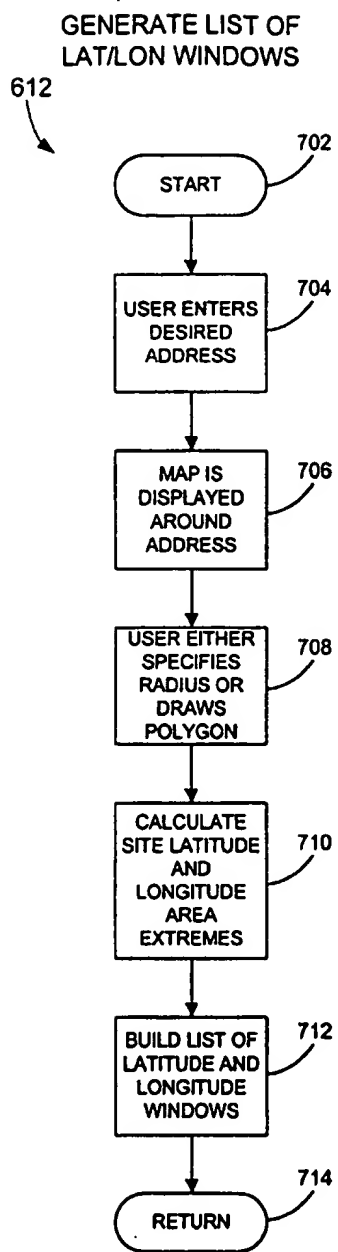 GENERATE LIST OF
LAT/LON WINDOWS
612
START
702
USER ENTERS
DESIRED
ADDRESS
704
MAP IS
DISPLAYED
AROUND
ADDRESS
706
USER EITHER
SPECIFIES
RADIUS OR
DRAWS
POLYGON
708
CALCULATE
SITE LATITUDE
AND
LONGITUDE
AREA
EXTREMES
710
BUILD LIST OF
LATITUDE AND
LONGITUDE
WINDOWS
712
RETURN
714